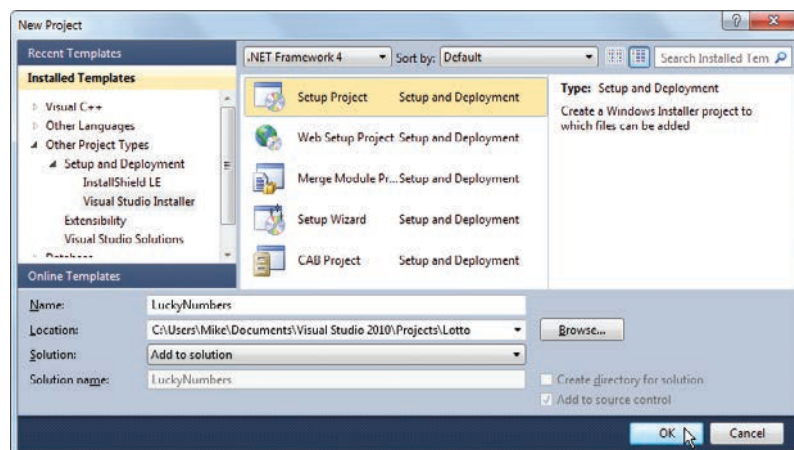 New Project
Recent Templates
.NET Framework 4
Sort by: Default
Search Installed Tem
Installed Templates
Visual C++
Other Languages
Other Project Types
Setup and Deployment
InstallShield LE
Visual Studio Installer
Extensibility
Visual Studio Solutions
Database
Online Templates
Setup Project Setup and Deployment
Web Setup Project Setup and Deployment
Merge Module Pr... Setup and Deployment
Setup Wizard Setup and Deployment
CAB Project Setup and Deployment
Type: Setup and Deployment
Create a Windows Installer project to
which files can be added
Name: LuckyNumbers
Location: C:\Users\Mike\Documents\Visual Studio 2010\Projects\Lotto
Browse...
Solution: Add to solution
Solution name: LuckyNumbers
Create directory for solution
Add to source control
OK Cancel